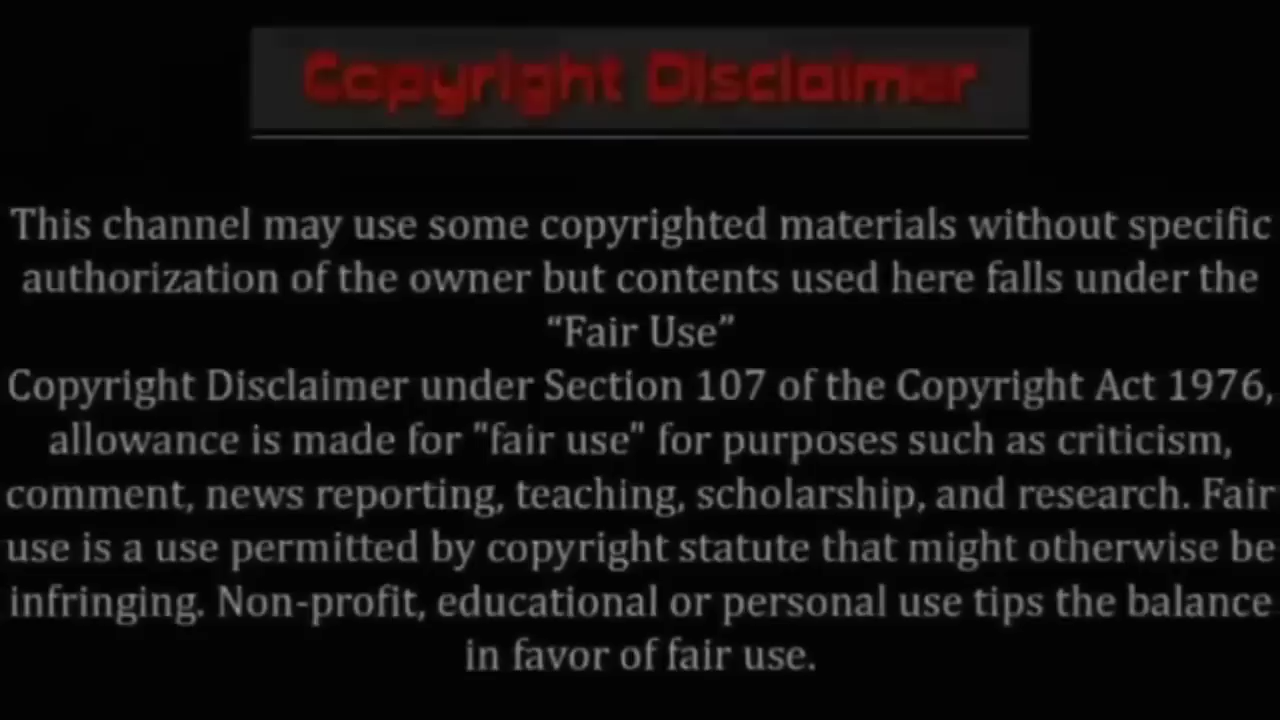 Copyright Disclaimer
This channel may use some copyrighted materials without specific
authorization of the owner but contents used here falls under the
“Fair Use”
Copyright Disclaimer under Section 107 of the Copyright Act 1976,
allowance is made for "fair use" for purposes such as criticism,
comment, news reporting, teaching, scholarship, and research. Fair
use is a use permitted by copyright statute that might otherwise be
infringing. Non-profit, educational or personal use tips the balance
in favor of fair use.